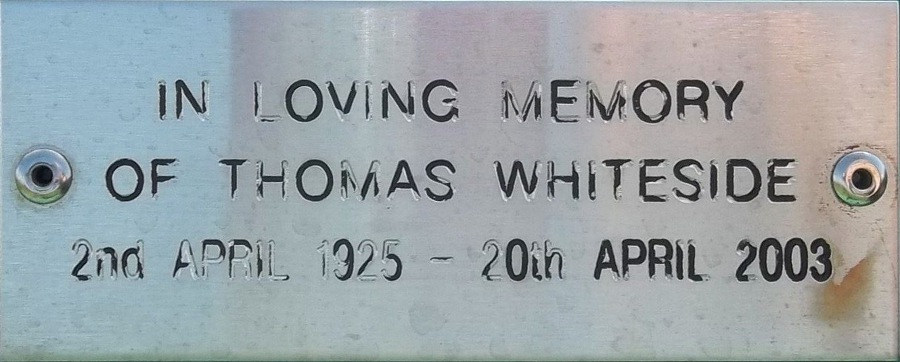 IN LOVING MEMORY
OF THOMAS WHITESIDE
2nd APRIL 1925 - 20th APRIL 2003